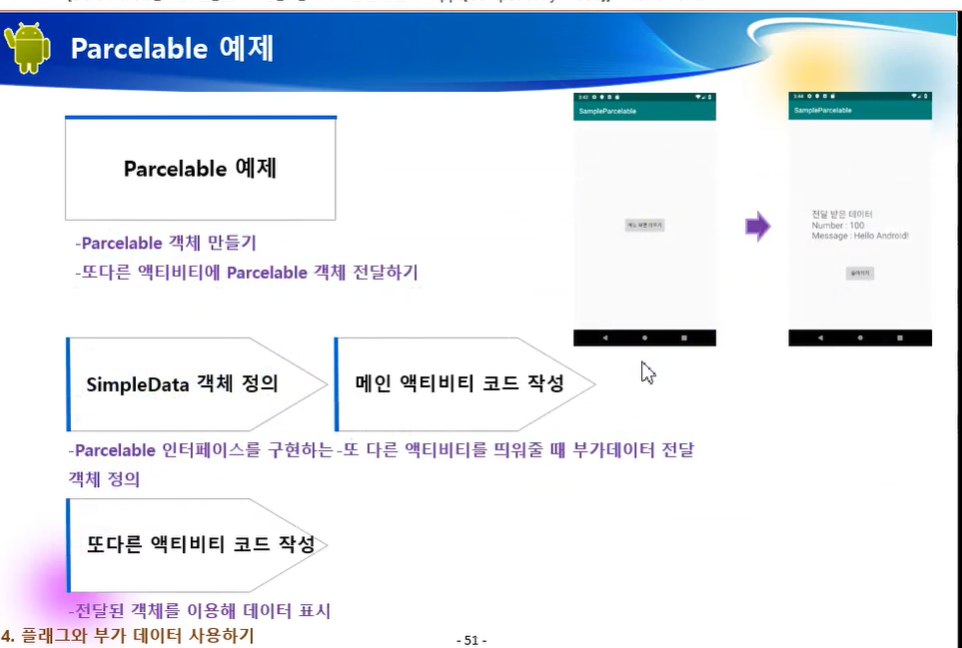 Parcelable 예제
SampleParcelable
SampleParcelable
Parcelable 예제
전달 받은 데이터
Number : 100
Message : Hello Android!
-Parcelable 객체 만들기
-또다른 액티비티에 Parcelable 객체 전달하기
돌아가기
SimpleData 객체 정의
메인 액티비티 코드 작성
-Parcelable 인터페이스를 구현하는
객체 정의
-또 다른 액티비티를 띄워줄 때 부가데이터 전달
또다른 액티비티 코드 작성
-전달된 객체를 이용해 데이터 표시
4. 플래그와 부가 데이터 사용하기
- 51 -